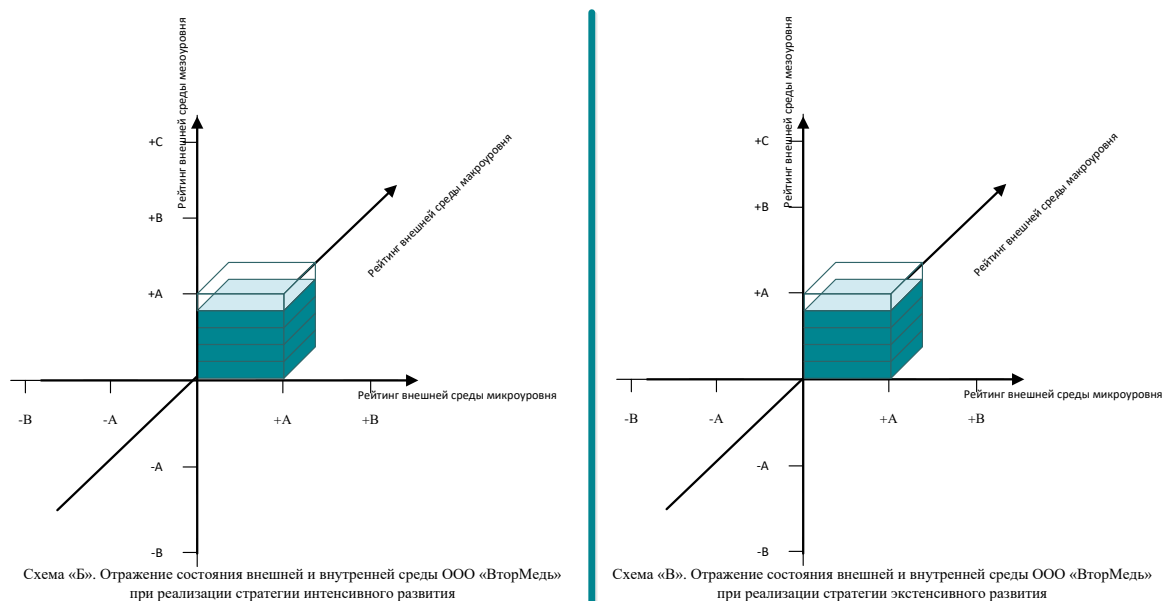 Рейтинг внешней среды мезоуровня
+C
+B
+A
Рейтинг внешней среды макроуровня
Рейтинг внешней среды микроуровня
-B
-A
+A
+B
-A
-B
Схема «Б». Отражение состояния внешней и внутренней среды ООО «ВторМедь»
при реализации стратегии интенсивного развития
Рейтинг внешней среды мезоуровня
+C
+B
+A
Рейтинг внешней среды макроуровня
Рейтинг внешней среды микроуровня
-B
-A
+A
+B
-A
-B
Схема «В». Отражение состояния внешней и внутренней среды ООО «ВторМедь»
при реализации стратегии экстенсивного развития